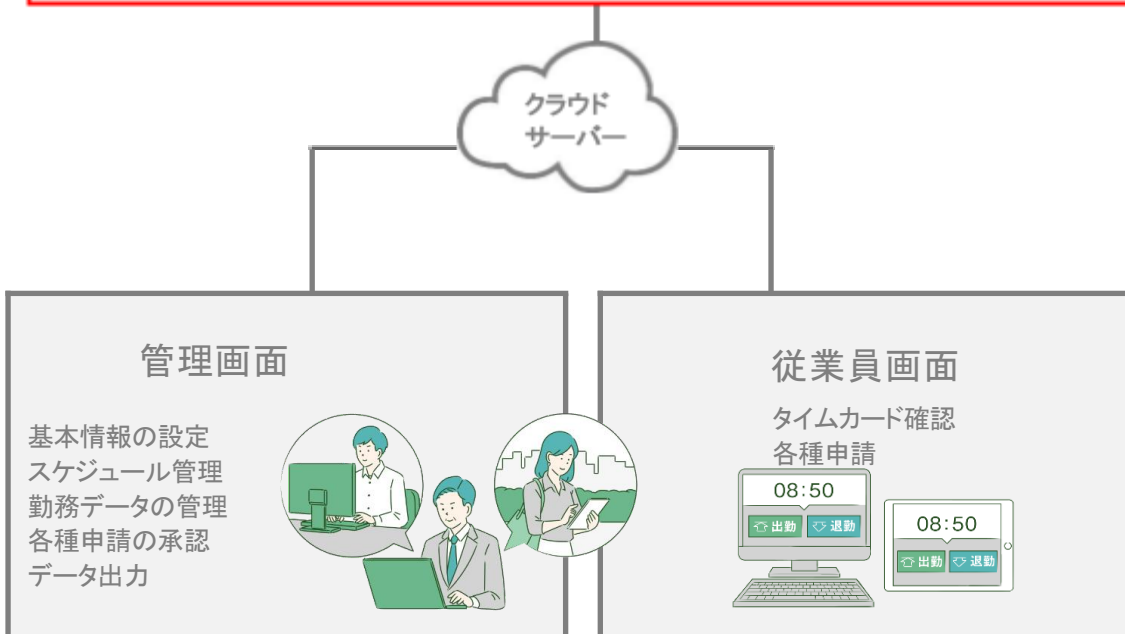 クラウド
サーバー
管理画面
基本情報の設定
スケジュール管理
勤務データの管理
各種申請の承認
データ出力
従業員画面
タイムカード確認
各種申請
08:50
出勤
退勤
08:50
出勤
退勤